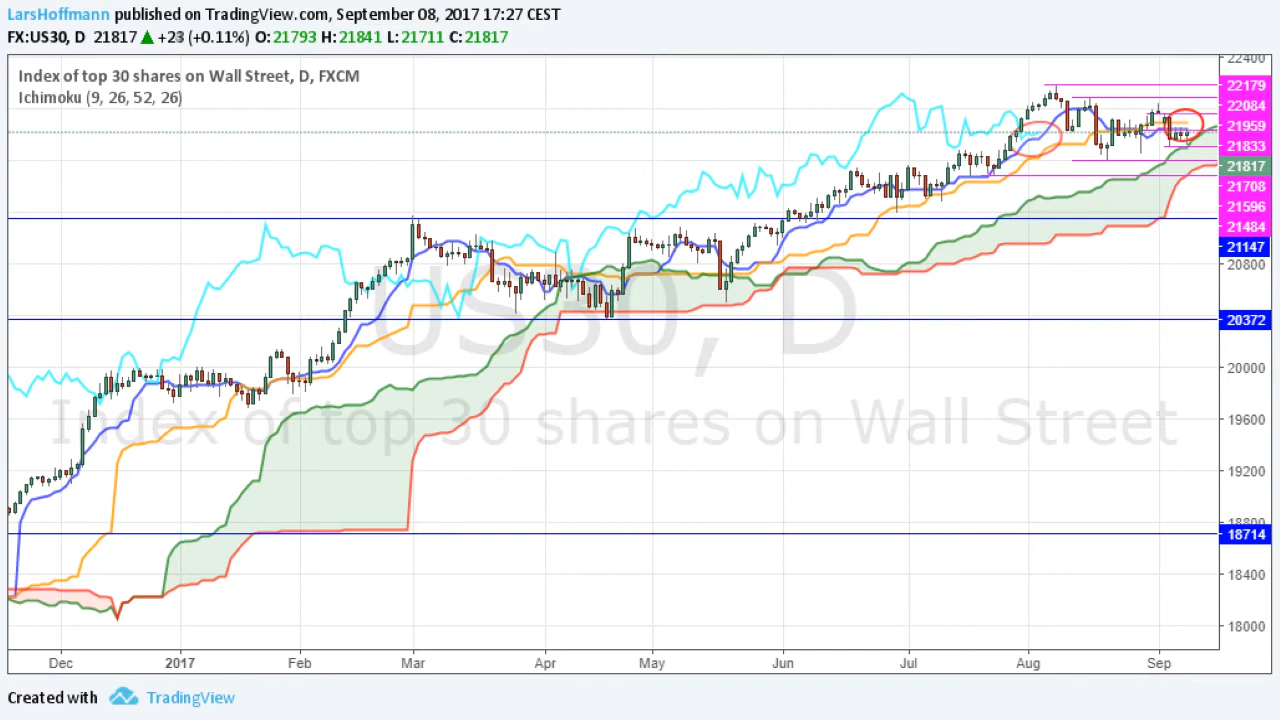 LarsHoffmann published on TradingView.com, September 08, 2017 17:27 CEST
FX:US30, D 21817 ▲ +23 (+0.11%) O:21793 H:21841 L:21711 C:21817
Index of top 30 shares on Wall Street, D, FXCM
Ichimoku (9, 26, 52, 26)
US30, D
Index of top 30 shares on Wall Street
22400
22179
22084
21959
21833
21817
21708
21596
21484
21147
20800
20372
20000
19600
19200
18800
18714
18400
18000
Dec 2017 Feb Mar Apr May Jun Jul Aug Sep
Created with TradingView